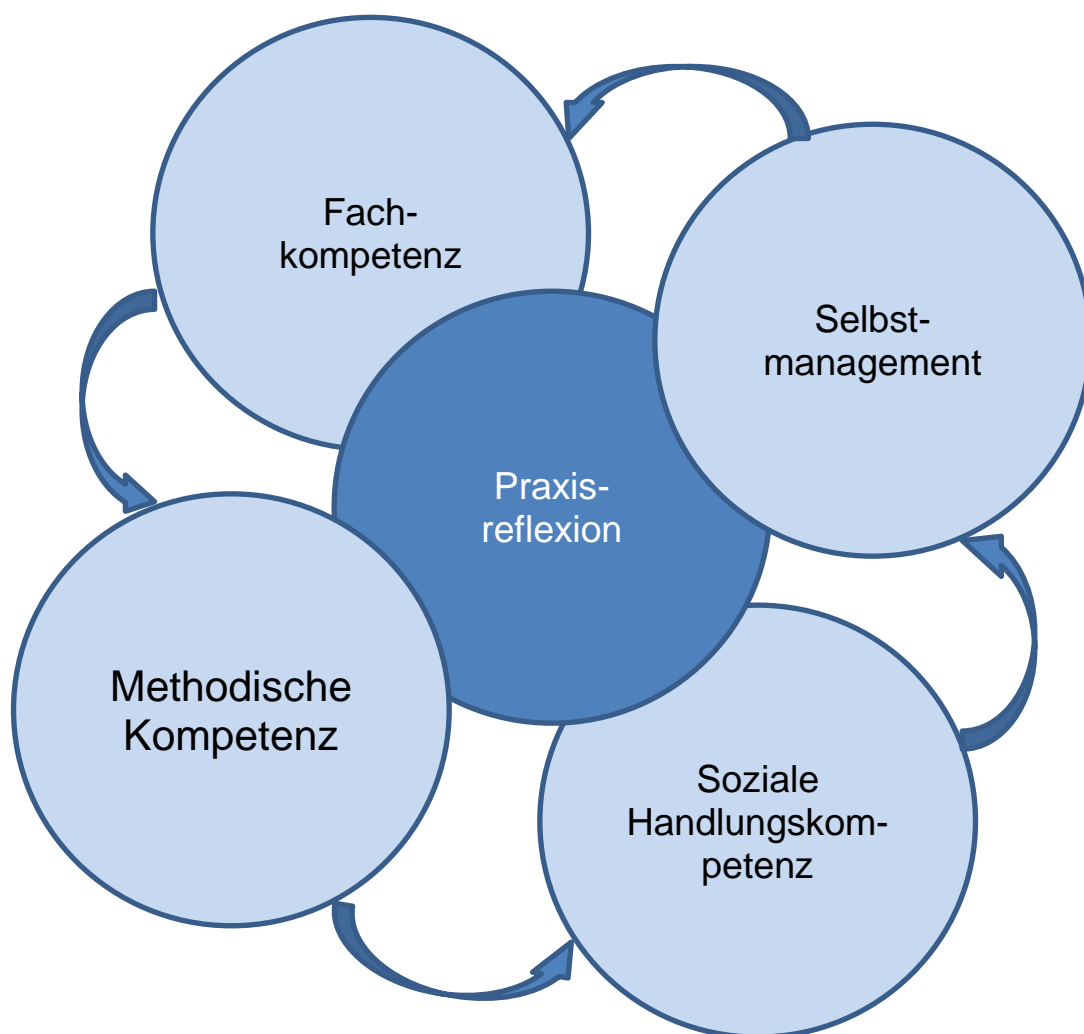 Fach-
kompetenz
Selbst-
management
Praxis-
reflexion
Methodische
Kompetenz
Soziale
Handlungskom-
petenz